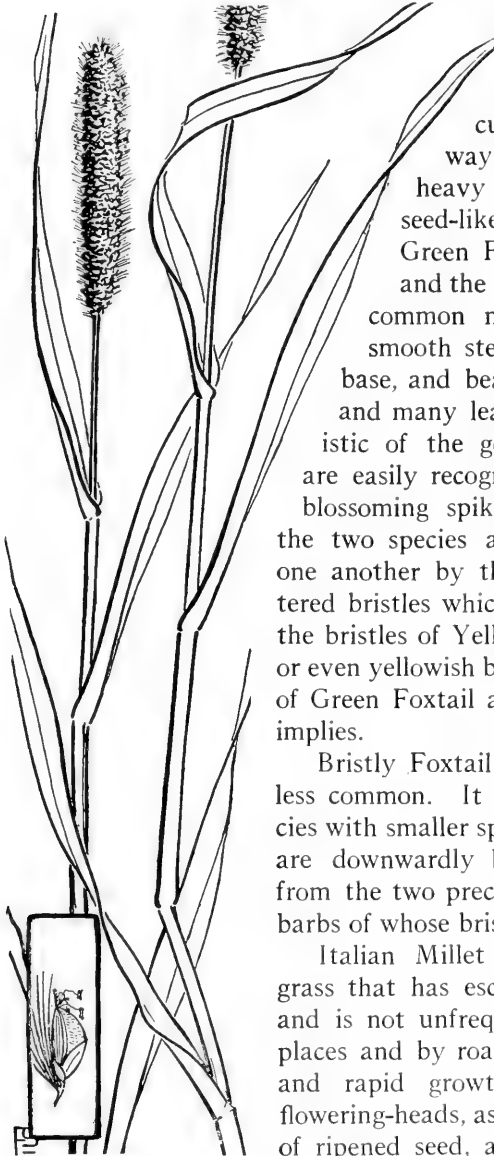 cu
way
heavy
seed-like
Green F
and the
common n
smooth ste
base, and bea
and many lea
istic of the g
are easily recogn
blossoming spik
the two species a
one another by th
tered bristles whic
the bristles of Yell
or even yellowish b
of Green Foxtail a
implies.
Bristly Foxtail
less common. It
cies with smaller sp
are downwardly
from the two prec
barbs of whose bris
Italian Millet
grass that has esc
and is not unfreq
places and by roa
and rapid growt
flowering-heads, as
of ripened seed, a